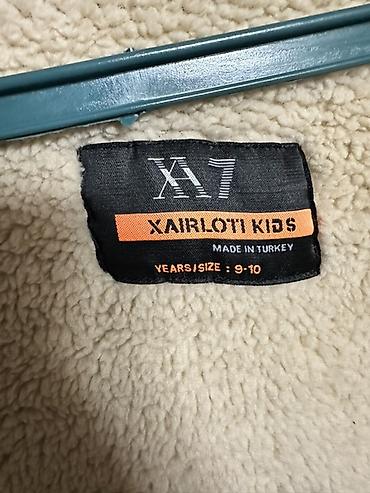 XA7
XAIRLOTI KIDS
MADE IN TURKEY
YEARS/SIZE : 9-10